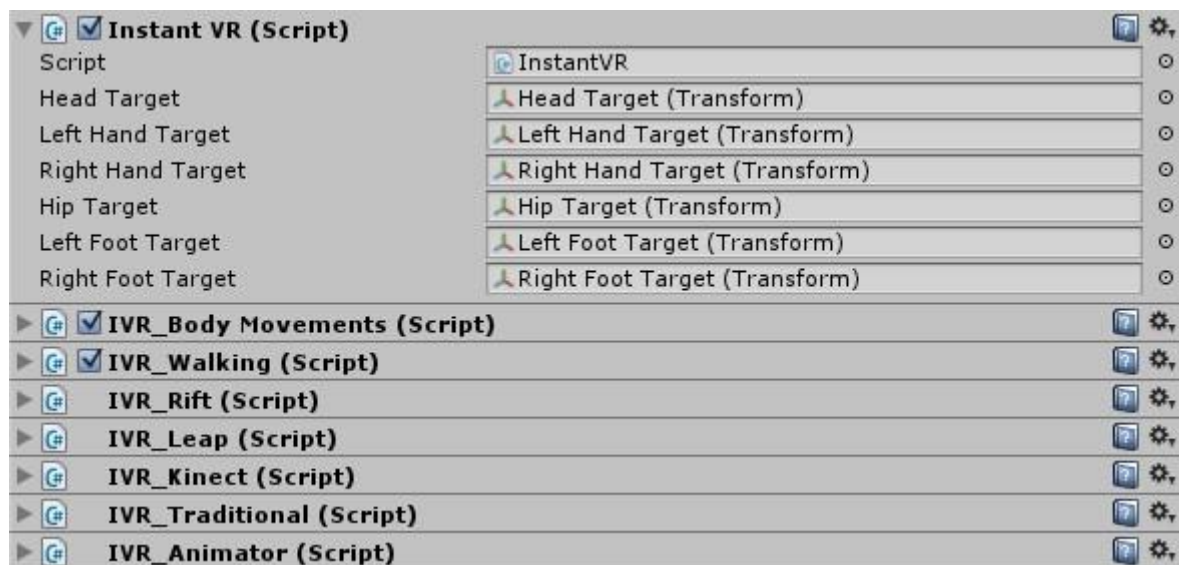 Instant VR (Script)
Script InstantVR
Head Target Head Target (Transform)
Left Hand Target Left Hand Target (Transform)
Right Hand Target Right Hand Target (Transform)
Hip Target Hip Target (Transform)
Left Foot Target Left Foot Target (Transform)
Right Foot Target Right Foot Target (Transform)
IVR_Body Movements (Script)
IVR_Walking (Script)
IVR_Rift (Script)
IVR_Leap (Script)
IVR_Kinect (Script)
IVR_Traditional (Script)
IVR_Animator (Script)